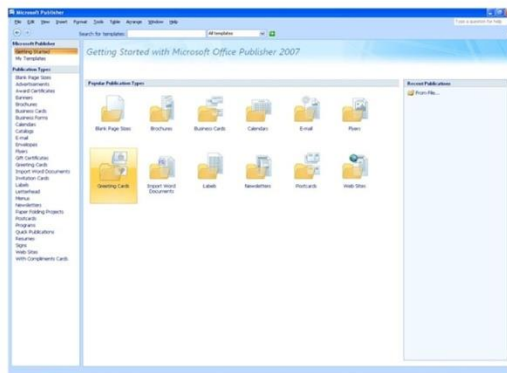 Microsoft Publisher
File Edit View Insert Format Tools Table Arrange Window Help
Type a question for help
Search for templates:
All templates
Microsoft Publisher
Getting Started
My Templates
Publication Types
Blank Page Sizes
Advertisements
Award Certificates
Banners
Brochures
Business Cards
Business Forms
Calendars
Catalogs
E-mail
Envelopes
Flyers
Gift Certificates
Greeting Cards
Import Word Documents
Invitation Cards
Labels
Letterhead
Menus
Newsletters
Paper Folding Projects
Postcards
Programs
Quick Publications
Resumes
Signs
Web Sites
With Compliments Cards
Getting Started with Microsoft Office Publisher 2007
Popular Publication Types
Blank Page Sizes
Brochures
Business Cards
Calendars
E-mail
Flyers
Greeting Cards
Import Word
Documents
Labels
Newsletters
Postcards
Web Sites
Recent Publications
From File...